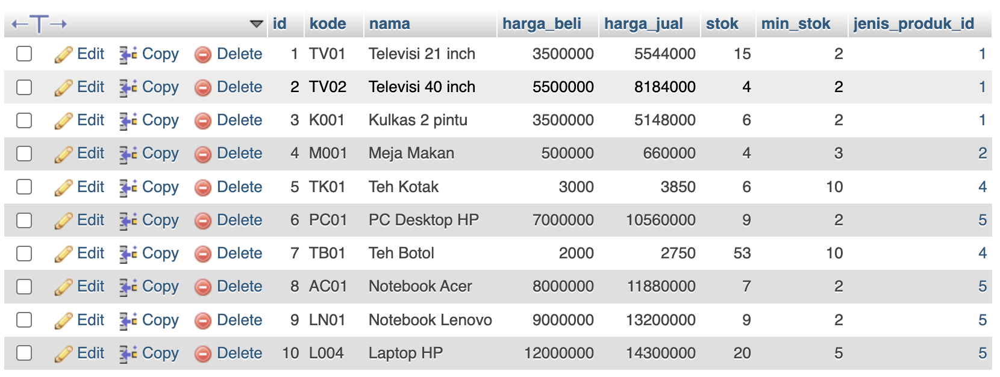 id kode nama harga_beli harga_jual stok min_stok jenis_produk_id
Edit Copy Delete 1 TV01 Televisi 21 inch 3500000 5544000 15 2 1
Edit Copy Delete 2 TV02 Televisi 40 inch 5500000 8184000 4 2 1
Edit Copy Delete 3 K001 Kulkas 2 pintu 3500000 5148000 6 2 1
Edit Copy Delete 4 M001 Meja Makan 500000 660000 4 3 2
Edit Copy Delete 5 TK01 Teh Kotak 3000 3850 6 10 4
Edit Copy Delete 6 PC01 PC Desktop HP 7000000 10560000 9 2 5
Edit Copy Delete 7 TB01 Teh Botol 2000 2750 53 10 4
Edit Copy Delete 8 AC01 Notebook Acer 8000000 11880000 7 2 5
Edit Copy Delete 9 LN01 Notebook Lenovo 9000000 13200000 9 2 5
Edit Copy Delete 10 L004 Laptop HP 12000000 14300000 20 5 5